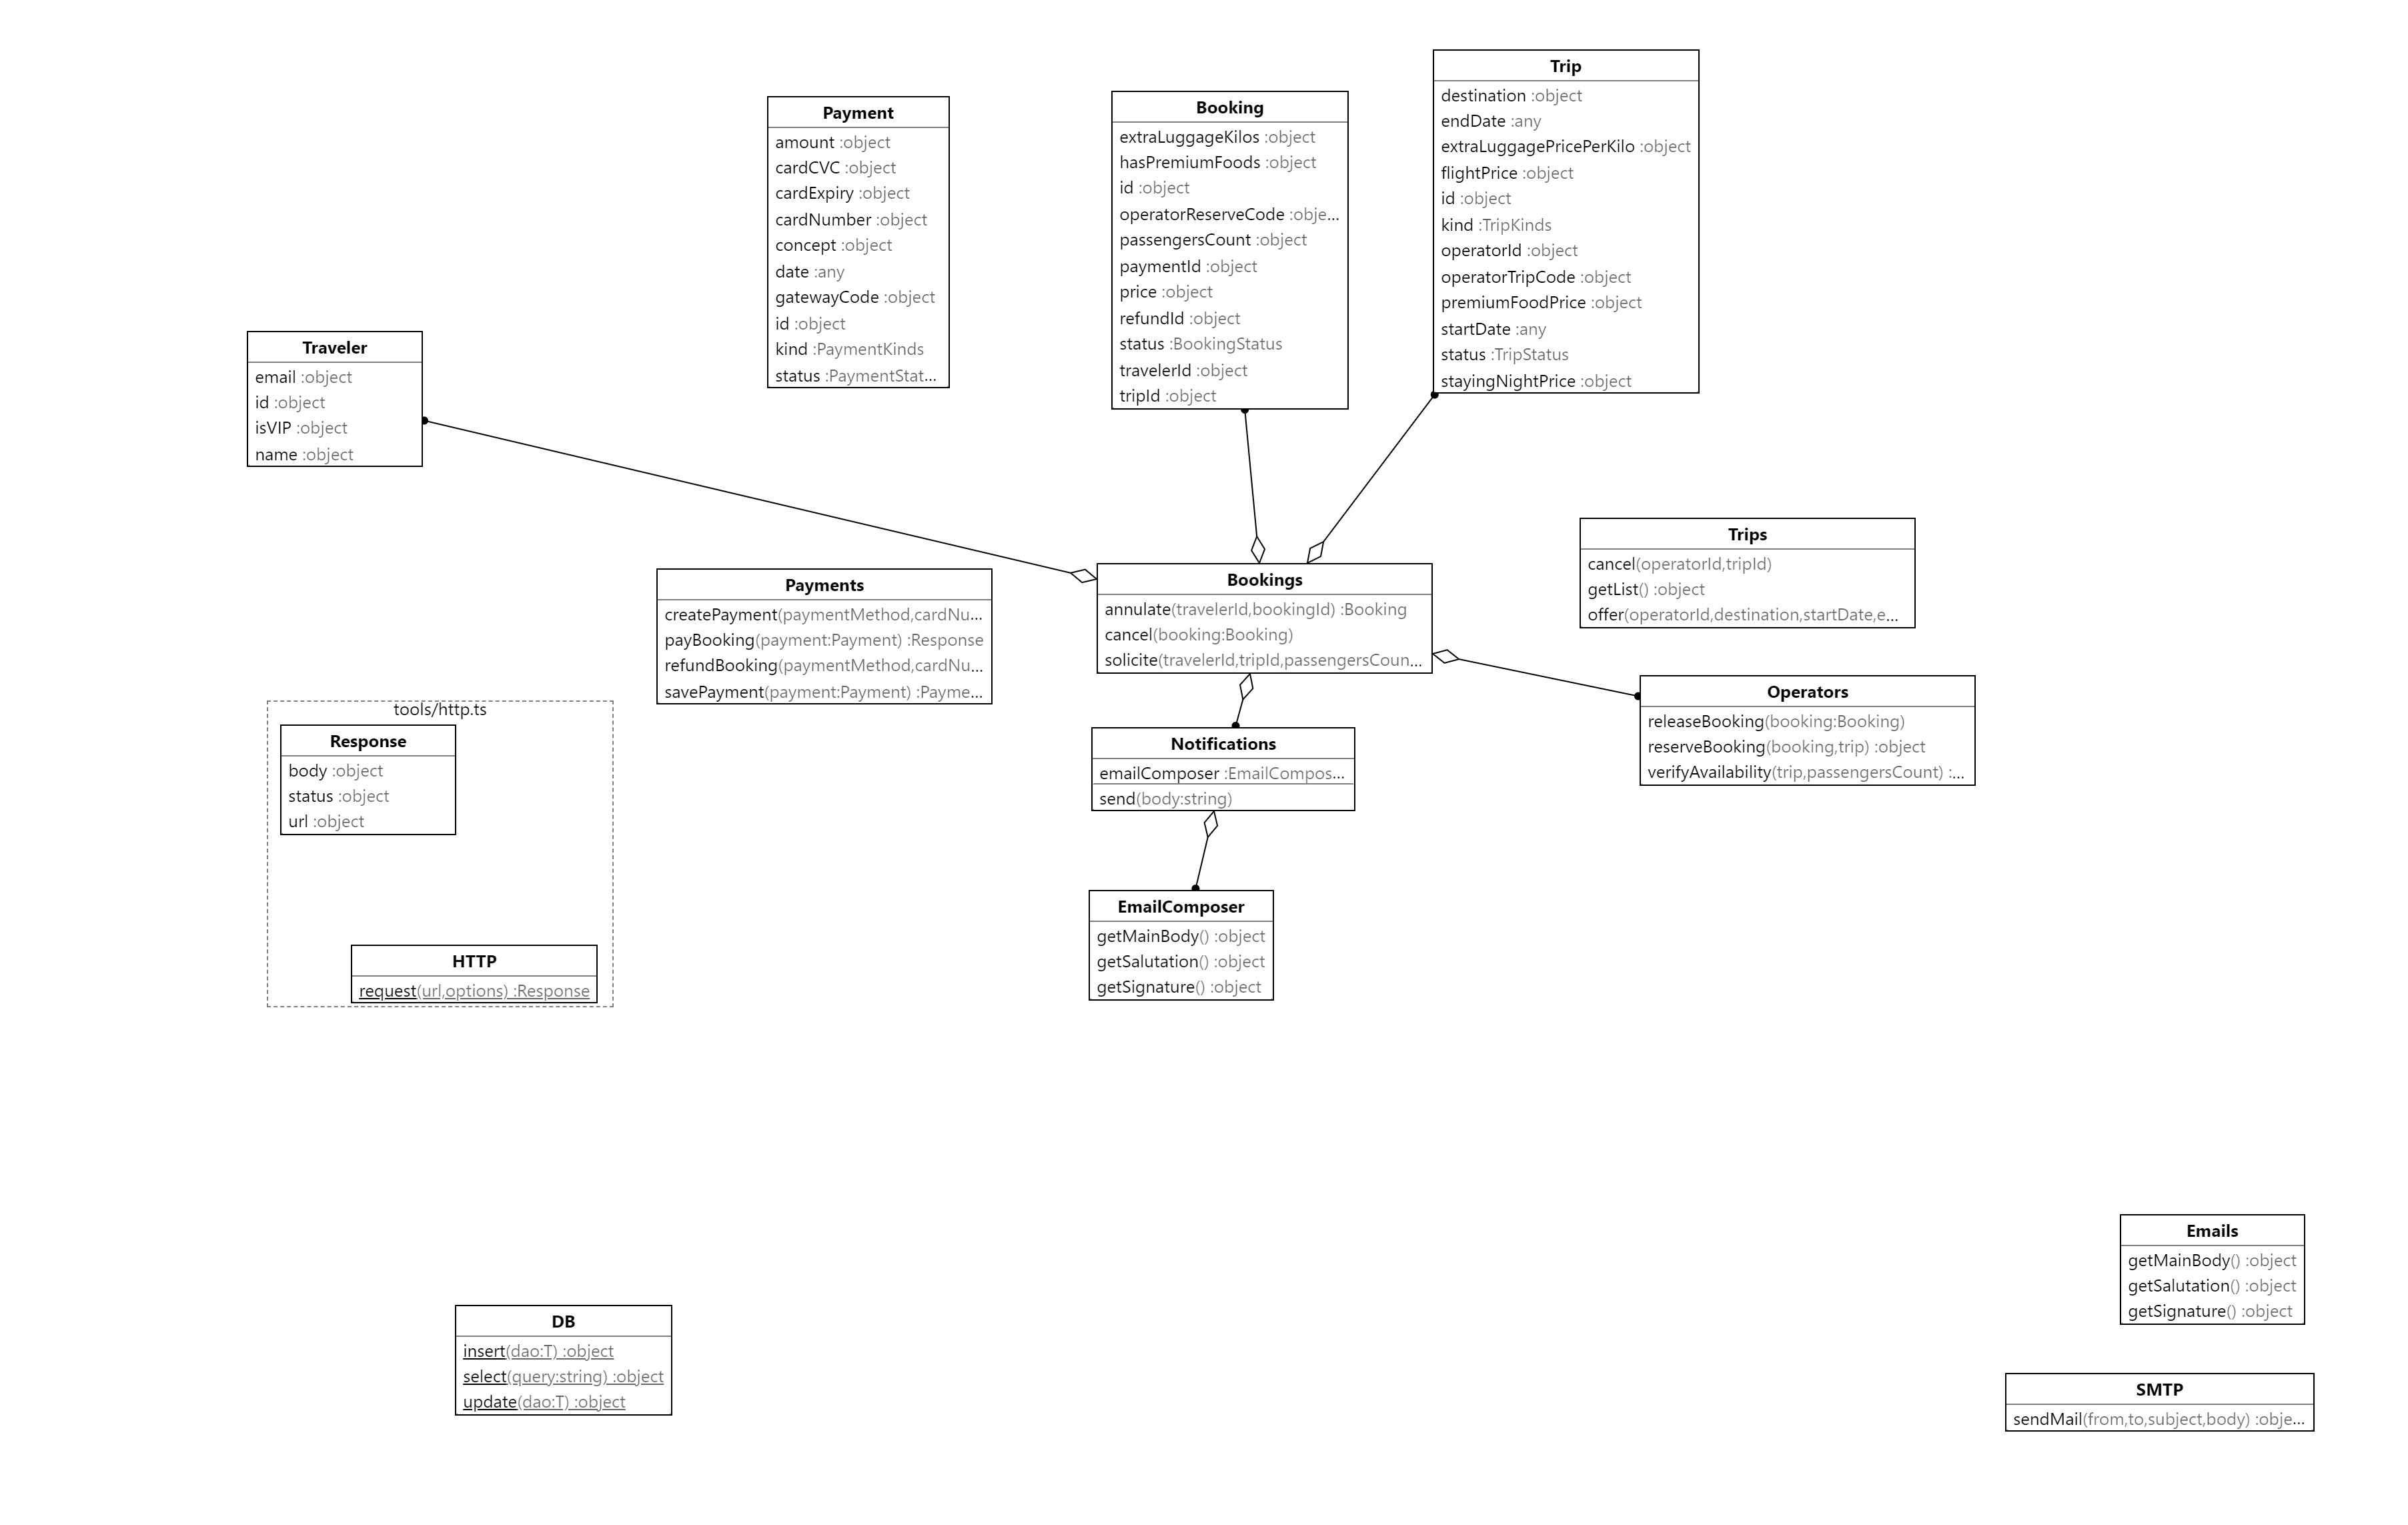 Trip
destination :object
endDate :any
extraLuggagePricePerKilo :object
flightPrice :object
id :object
kind :TripKinds
operatorId :object
operatorTripCode :object
premiumFoodPrice :object
startDate :any
status :TripStatus
stayingNightPrice :object
Booking
extraLuggageKilos :object
hasPremiumFoods :object
id :object
operatorReserveCode :obje...
passengersCount :object
paymentId :object
price :object
refundId :object
status :BookingStatus
travelerId :object
tripId :object
Payment
amount :object
cardCVC :object
cardExpiry :object
cardNumber :object
concept :object
date :any
gatewayCode :object
id :object
kind :PaymentKinds
status :PaymentStat...
Traveler
email :object
id :object
isVIP :object
name :object
Trips
cancel(operatorId,tripId)
getList() :object
offer(operatorId,destination,startDate,e...
Bookings
annulate(travelerId,bookingId) :Booking
cancel(booking:Booking)
solicite(travelerId,tripId,passengersCoun...
Payments
createPayment(paymentMethod,cardNu...
payBooking(payment:Payment) :Response
refundBooking(paymentMethod,cardNu...
savePayment(payment:Payment) :Payme...
Operators
releaseBooking(booking:Booking)
reserveBooking(booking,trip) :object
verifyAvailability(trip,passengersCount) :...
tools/http.ts
Response
body :object
status :object
url :object
HTTP
request(url,options) :Response
Notifications
emailComposer :EmailCompos...
send(body:string)
EmailComposer
getMainBody() :object
getSalutation() :object
getSignature() :object
Emails
getMainBody() :object
getSalutation() :object
getSignature() :object
DB
insert(dao:T) :object
select(query:string) :object
update(dao:T) :object
SMTP
sendMail(from,to,subject,body) :obje...